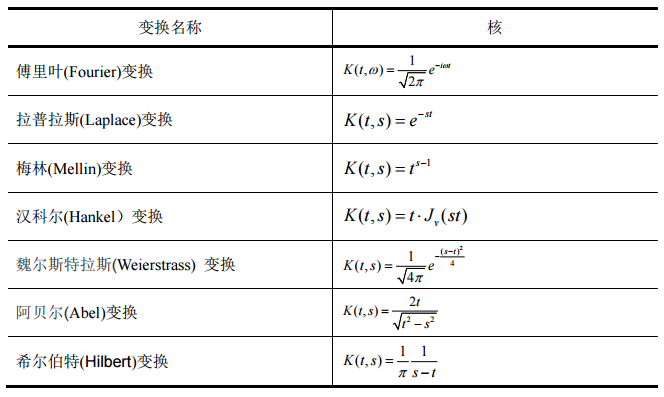 变换名称 核
傅里叶(Fourier)变换 $K(t,\omega)=\frac{1}{\sqrt{2\pi}}e^{-i\omega t}$
拉普拉斯(Laplace)变换 $K(t,s)=e^{-st}$
梅林(Mellin)变换 $K(t,s)=t^{s-1}$
汉科尔(Hankel）变换 $K(t,s)=t\cdot J_{v}(st)$
魏尔斯特拉斯(Weierstrass) 变换 $K(t,s)=\frac{1}{\sqrt{4\pi}}e^{-\frac{(s-t)^2}{4}}$
阿贝尔(Abel)变换 $K(t,s)=\frac{2t}{\sqrt{t^2-s^2}}$
希尔伯特(Hilbert)变换 $K(t,s)=\frac{1}{\pi}\frac{1}{s-t}$